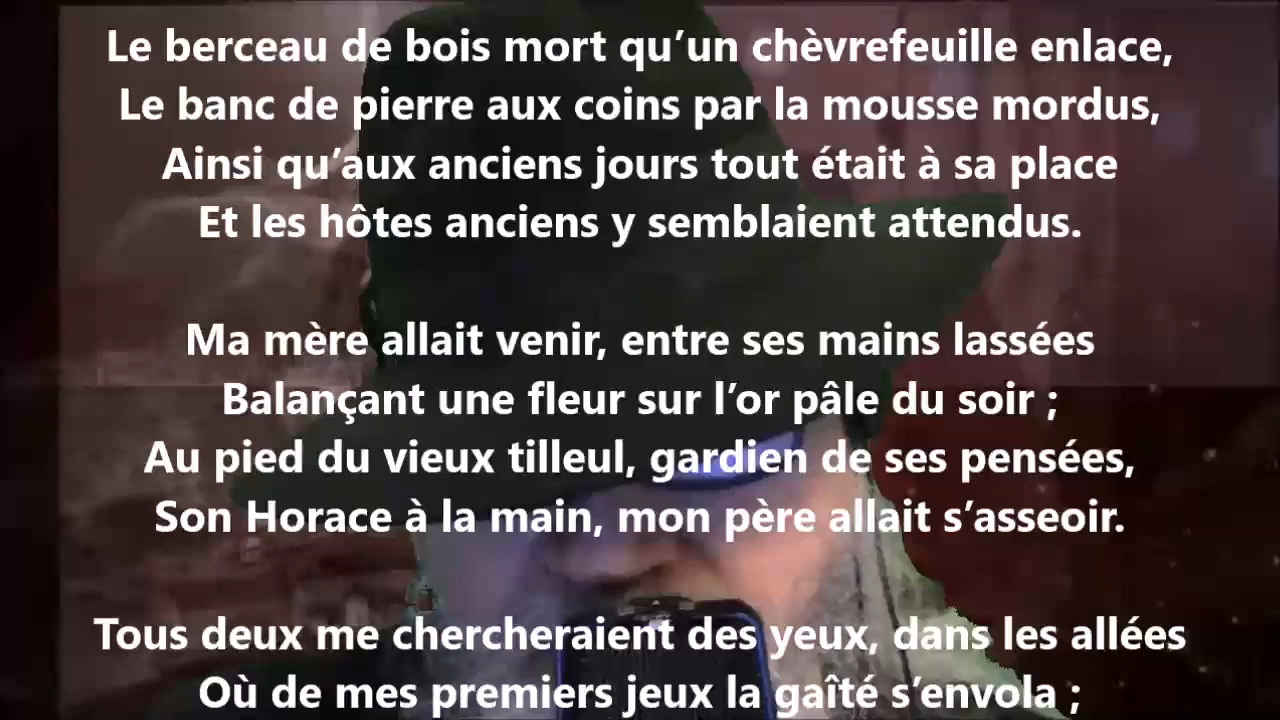 Le berceau de bois mort qu’un chèvrefeuille enlace,
Le banc de pierre aux coins par la mousse mordus,
Ainsi qu’aux anciens jours tout était à sa place
Et les hôtes anciens y semblaient attendus.
Ma mère allait venir, entre ses mains lassées
Balançant une fleur sur l’or pâle du soir ;
Au pied du vieux tilleul, gardien de ses pensées,
Son Horace à la main, mon père allait s’asseoir.
Tous deux me chercheraient des yeux, dans les allées
Où de mes premiers jeux la gaîté s’envola ;